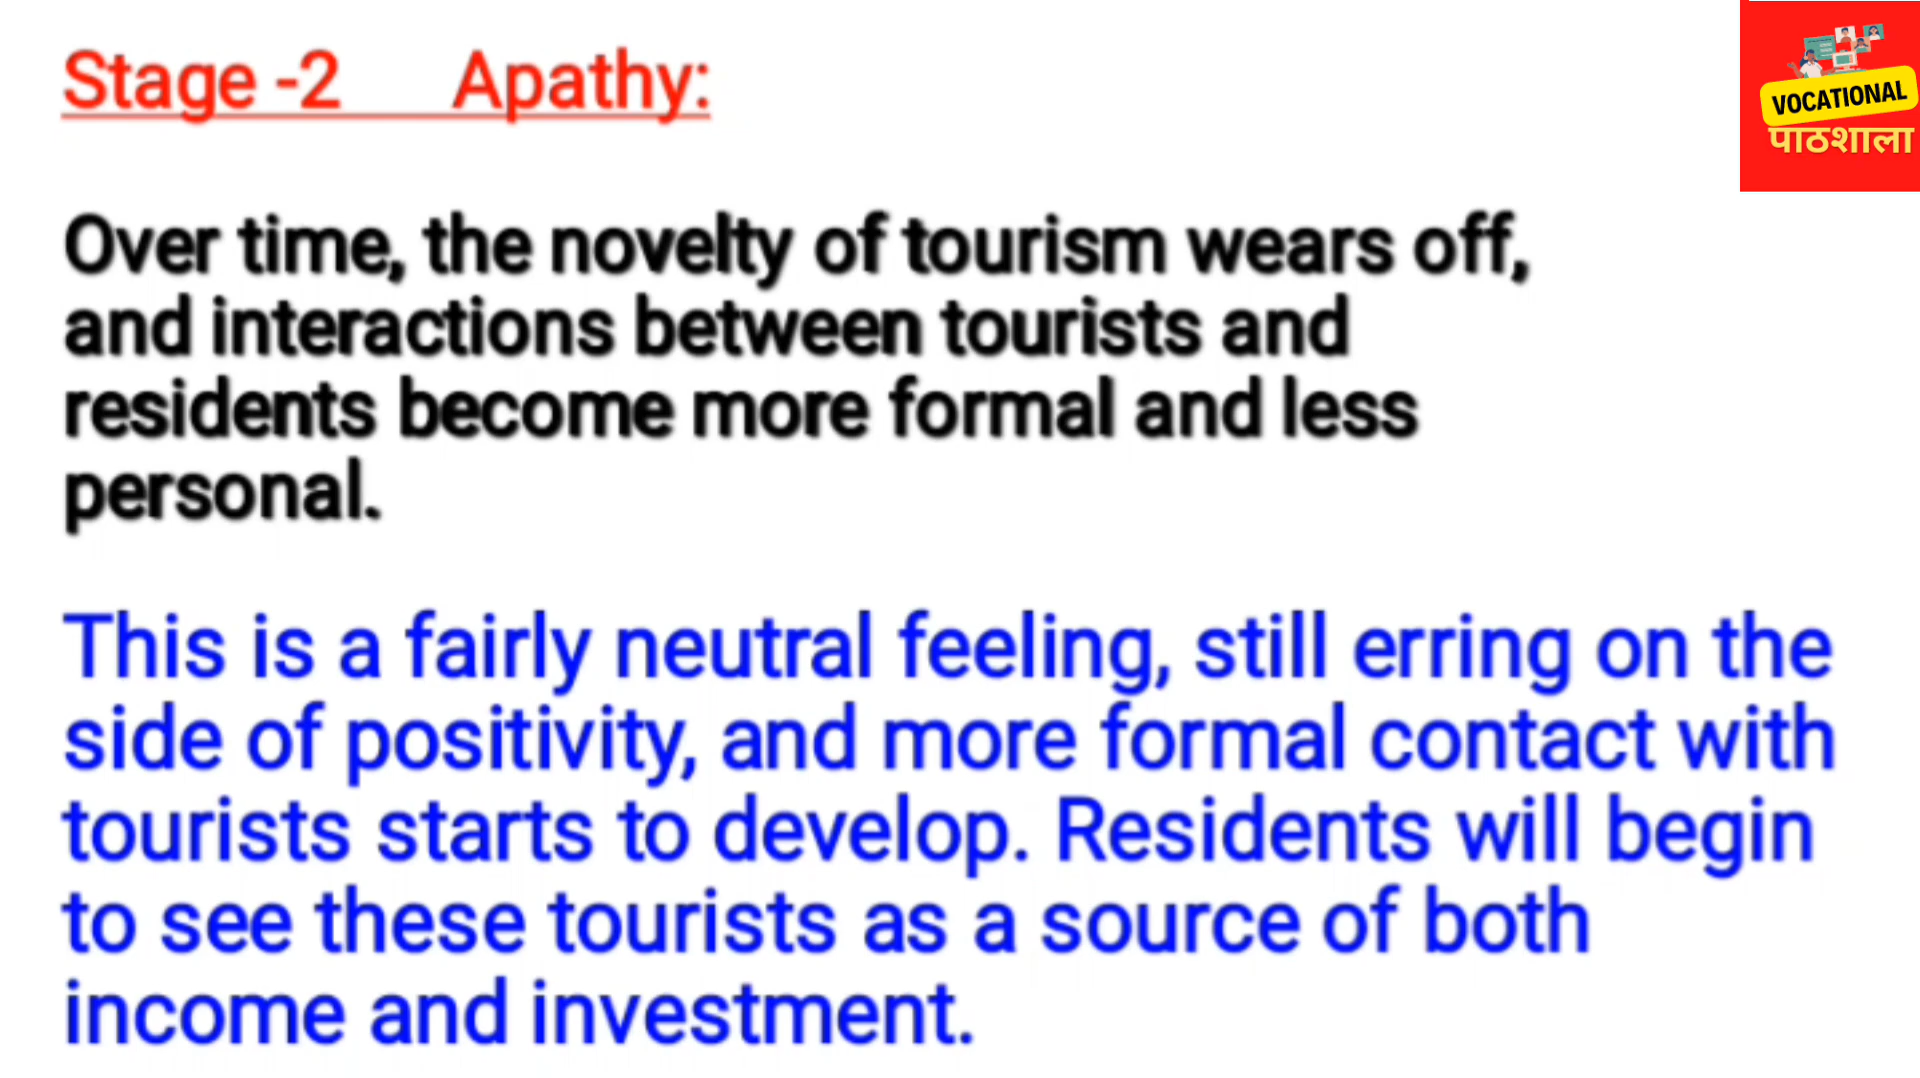 Stage -2 Apathy:
VOCATIONAL
पाठशाला
Over time, the novelty of tourism wears off,
and interactions between tourists and
residents become more formal and less
personal.
This is a fairly neutral feeling, still erring on the
side of positivity, and more formal contact with
tourists starts to develop. Residents will begin
to see these tourists as a source of both
income and investment.